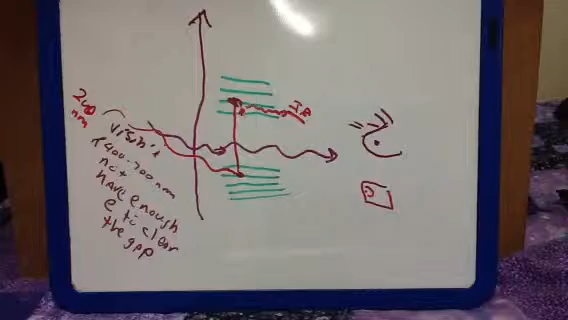 200
nm
visible
(400-700 nm
not
have enough
e to clear
the gap
IR